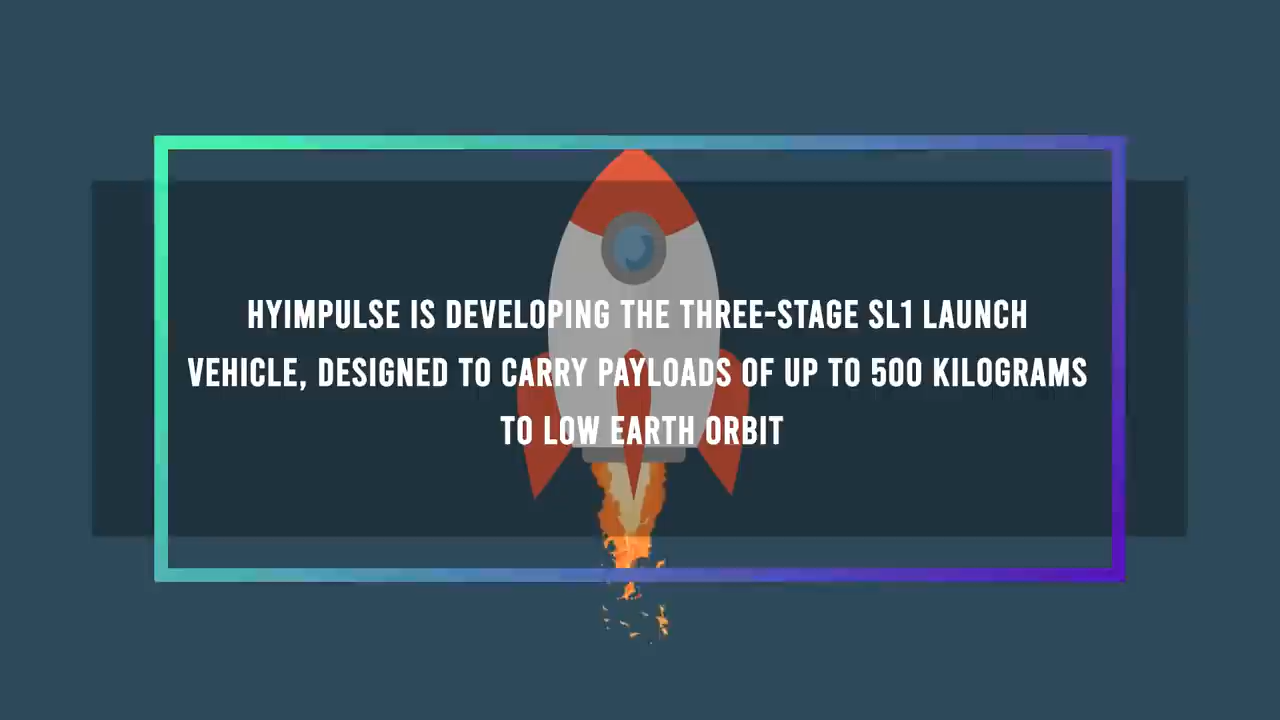 HYIMPULSE IS DEVELOPING THE THREE-STAGE SL1 LAUNCH
VEHICLE, DESIGNED TO CARRY PAYLOADS OF UP TO 500 KILOGRAMS
TO LOW EARTH ORBIT